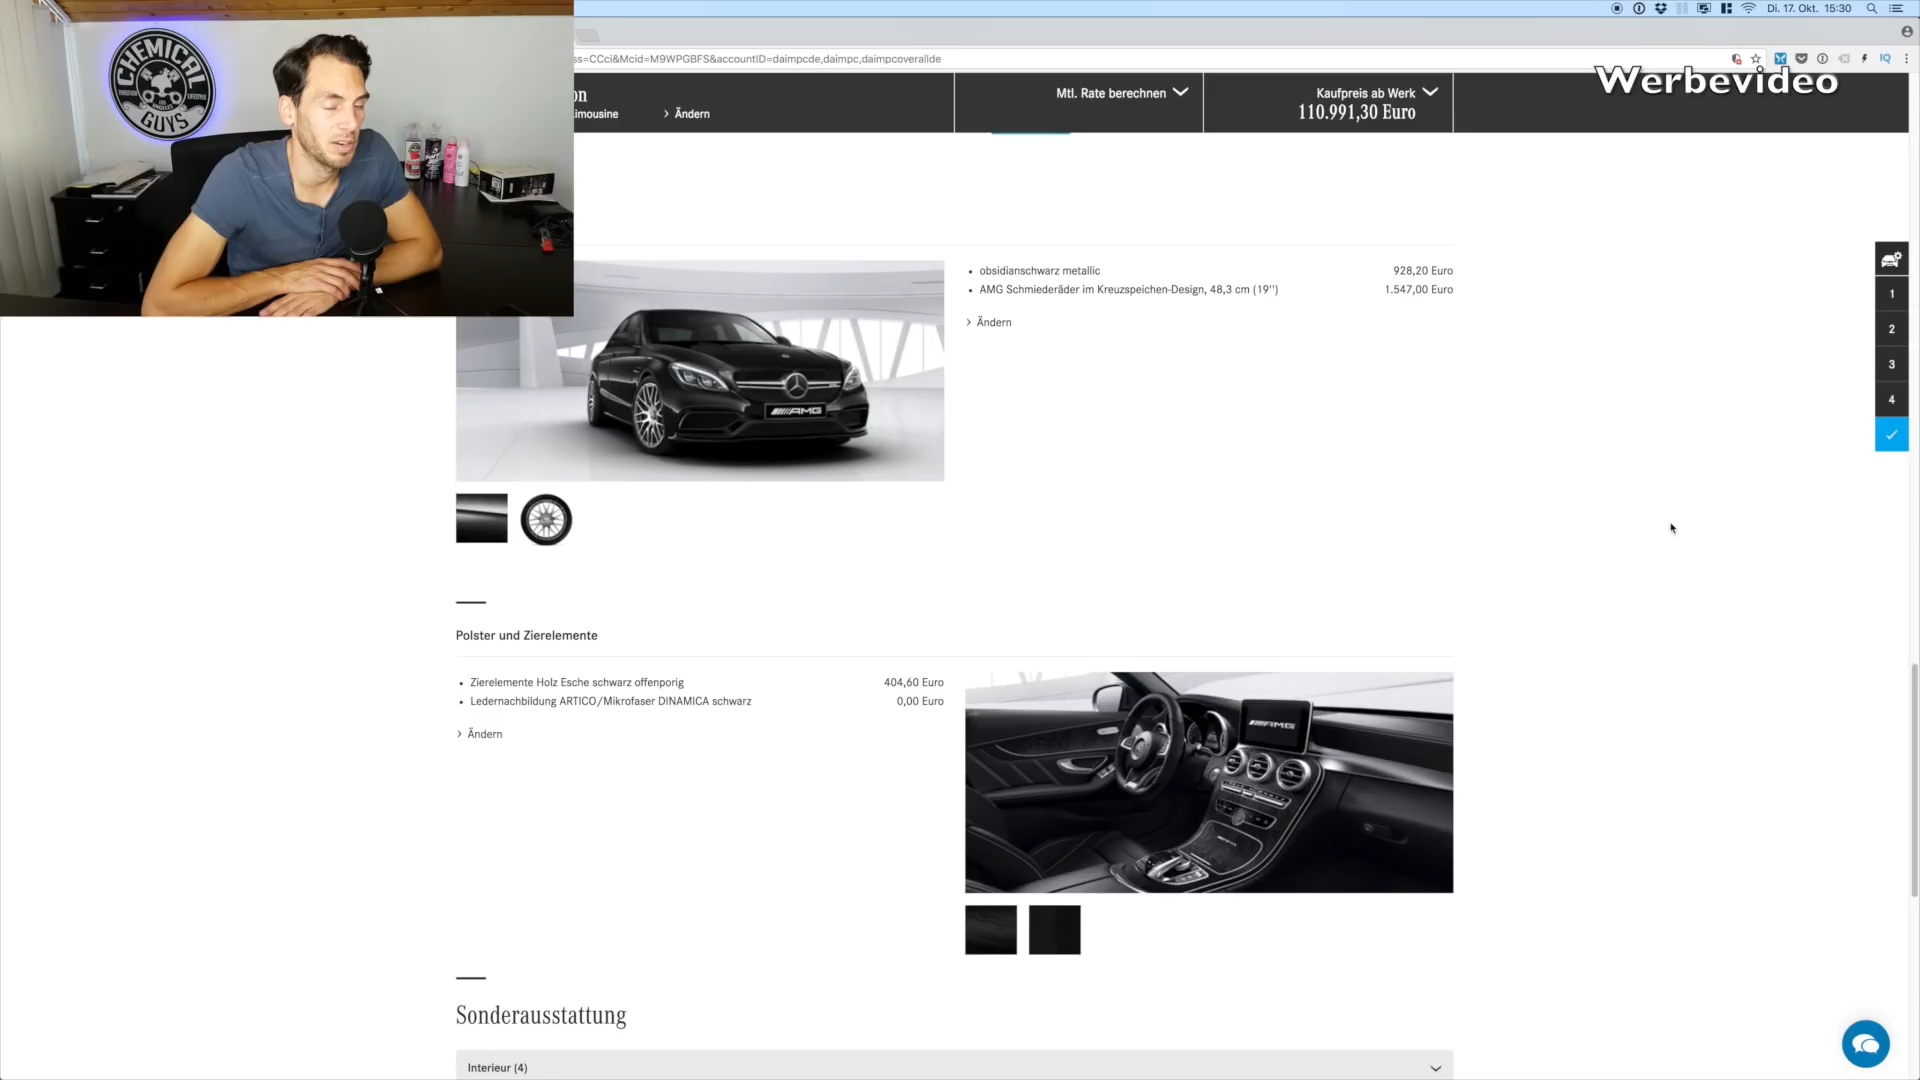 Di. 17. Okt. 15:30
ss=CCci&Mcid=M9WPGBFS&accountID=daimpcde,daimpc,daimpcoverallde
IQ
Werbevideo
CHEMICAL
GUYS
on
imousine
> Ändern
Mtl. Rate berechnen
Kaufpreis ab Werk
110.991,30 Euro
• obsidianschwarz metallic 928,20 Euro
• AMG Schmiederäder im Kreuzspeichen-Design, 48,3 cm (19'') 1.547,00 Euro
> Ändern
AMG
1
2
3
4
Polster und Zierelemente
• Zierelemente Holz Esche schwarz offenporig 404,60 Euro
• Ledernachbildung ARTICO/Mikrofaser DINAMICA schwarz 0,00 Euro
> Ändern
AMG
Sonderausstattung
Interieur (4)